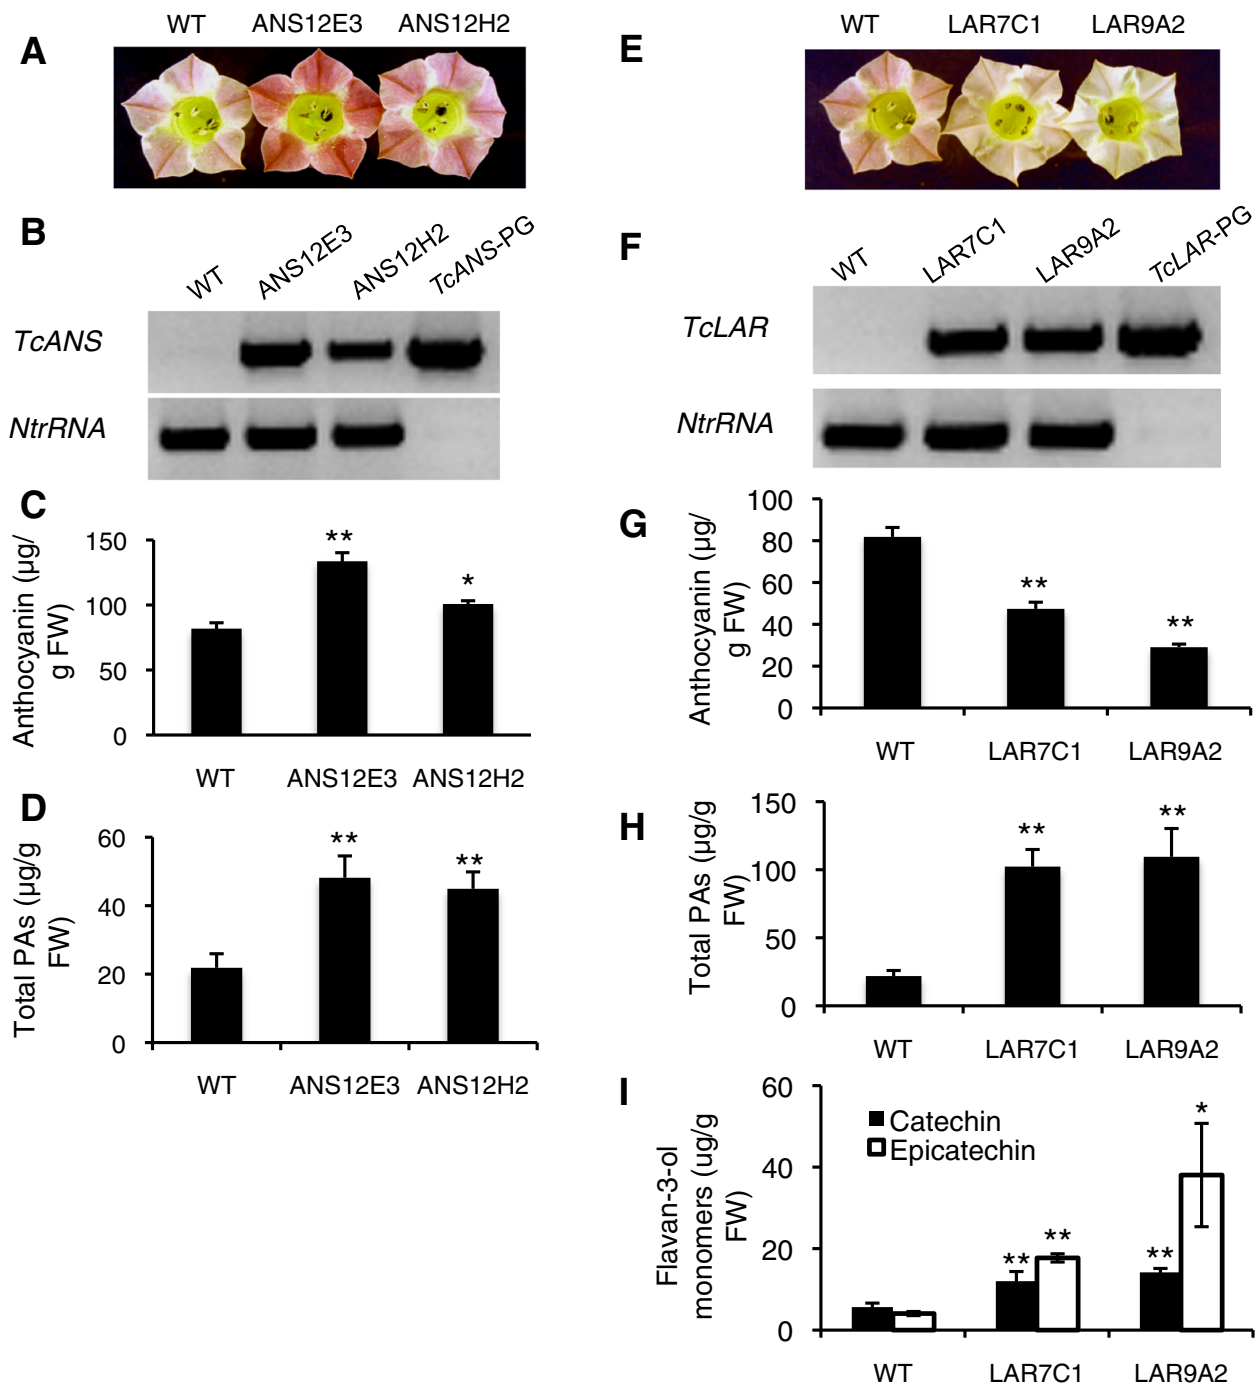 A
WT ANS12E3 ANS12H2
B
WT ANS12E3 ANS12H2 TcANS-PG
TcANS
NtrRNA
C
Anthocyanin (µg/
g FW)
150
100
50
0
**
*
WT ANS12E3 ANS12H2
D
Total PAs (µg/g
FW)
60
40
20
0
**
**
WT ANS12E3 ANS12H2
E
WT LAR7C1 LAR9A2
F
WT LAR7C1 LAR9A2 TcLAR-PG
TcLAR
NtrRNA
G
Anthocyanin (µg/
g FW)
100
80
60
40
20
0
**
**
WT LAR7C1 LAR9A2
H
Total PAs (µg/g
FW)
150
100
50
0
**
**
WT LAR7C1 LAR9A2
I
Flavan-3-ol
monomers (ug/g
FW)
60
40
20
0
Catechin
Epicatechin
**
**
**
*
WT LAR7C1 LAR9A2